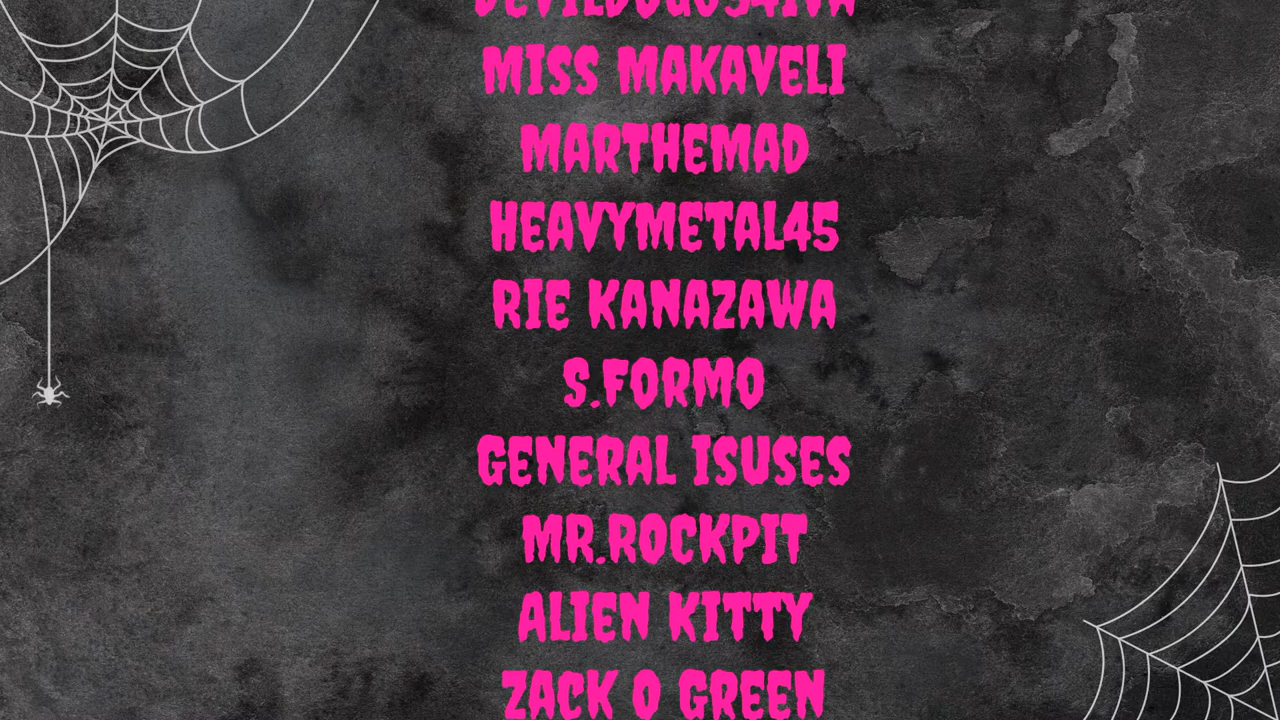 MISS MAKAVELI
MARTHEMAD
HEAVYMETAL45
RIE KANAZAWA
S.FORMO
GENERAL ISUSES
MR.ROCKPIT
ALIEN KITTY
ZACK O GREEN